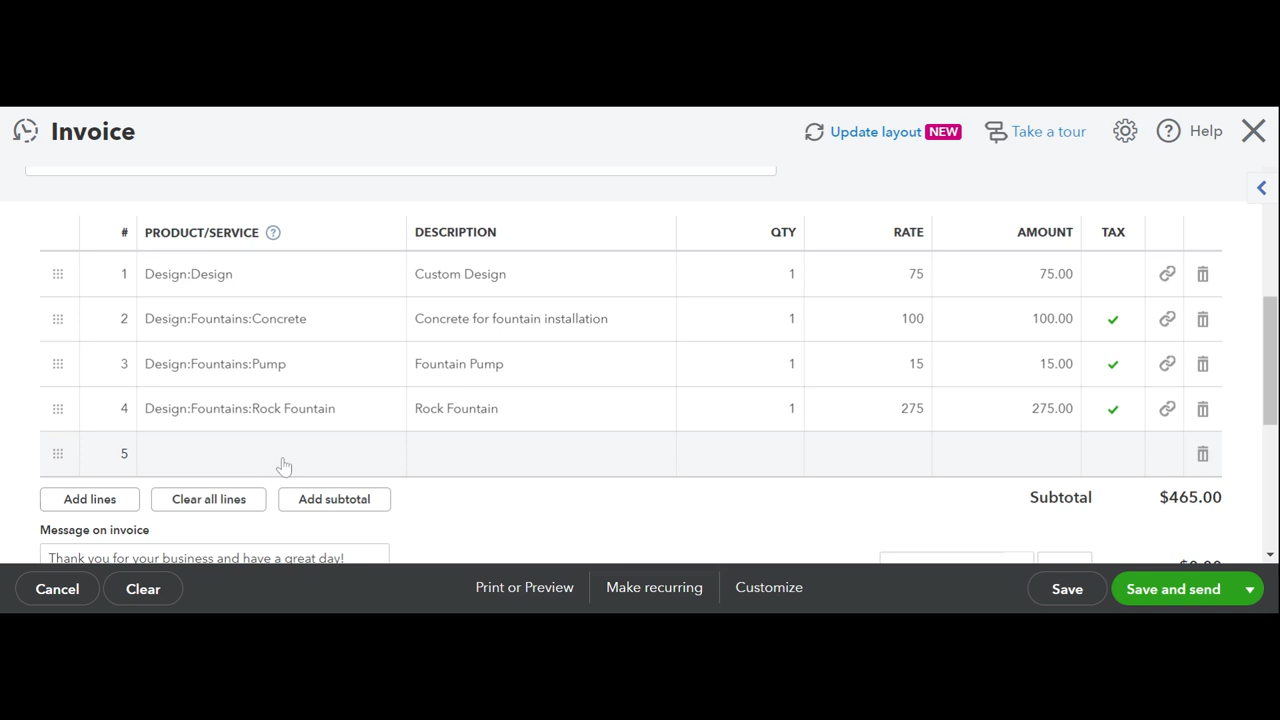 Invoice
Update layout NEW Take a tour Help
# PRODUCT/SERVICE ? DESCRIPTION QTY RATE AMOUNT TAX
1 Design:Design Custom Design 1 75 75.00
2 Design:Fountains:Concrete Concrete for fountain installation 1 100 100.00
3 Design:Fountains:Pump Fountain Pump 1 15 15.00
4 Design:Fountains:Rock Fountain Rock Fountain 1 275 275.00
5
Add lines Clear all lines Add subtotal Subtotal $465.00
Message on invoice
Thank you for your business and have a great day! $0.00
Cancel Clear Print or Preview Make recurring Customize Save Save and send